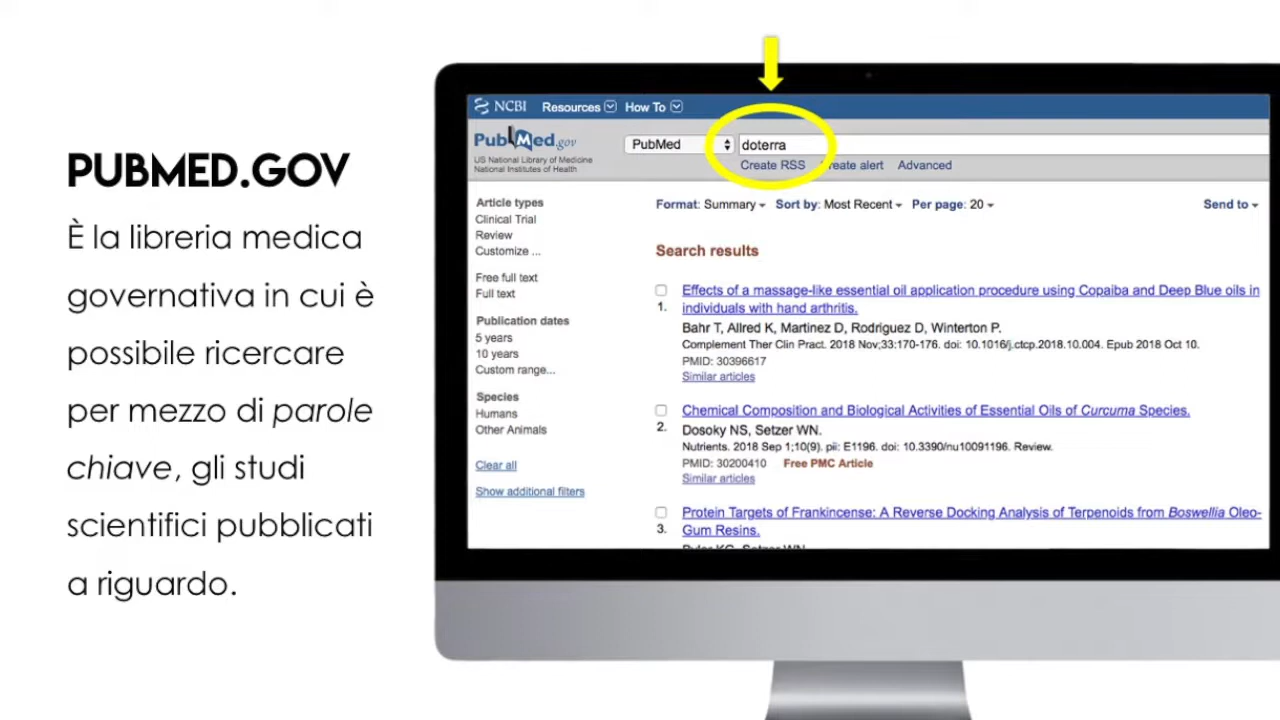 PUBMED.GOV
È la libreria medica
governativa in cui è
possibile ricercare
per mezzo di parole
chiave, gli studi
scientifici pubblicati
a riguardo.
NCBI Resources How To
PubMed.gov
US National Library of Medicine
National Institutes of Health
PubMed
doterra
Create RSS Create alert Advanced
Article types
Clinical Trial
Review
Customize ...
Free full text
Full text
Publication dates
5 years
10 years
Custom range...
Species
Humans
Other Animals
Clear all
Show additional filters
Format: Summary Sort by: Most Recent Per page: 20 Send to
Search results
Effects of a massage-like essential oil application procedure using Copaiba and Deep Blue oils in
1. individuals with hand arthritis.
Bahr T, Allred K, Martinez D, Rodriguez D, Winterton P.
Complement Ther Clin Pract. 2018 Nov;33:170-176. doi: 10.1016/j.ctcp.2018.10.004. Epub 2018 Oct 10.
PMID: 30396617
Similar articles
Chemical Composition and Biological Activities of Essential Oils of Curcuma Species.
2. Dosoky NS, Setzer WN.
Nutrients. 2018 Sep 1;10(9). pii: E1196. doi: 10.3390/nu10091196. Review.
PMID: 30200410 Free PMC Article
Similar articles
Protein Targets of Frankincense: A Reverse Docking Analysis of Terpenoids from Boswellia Oleo-
3. Gum Resins.